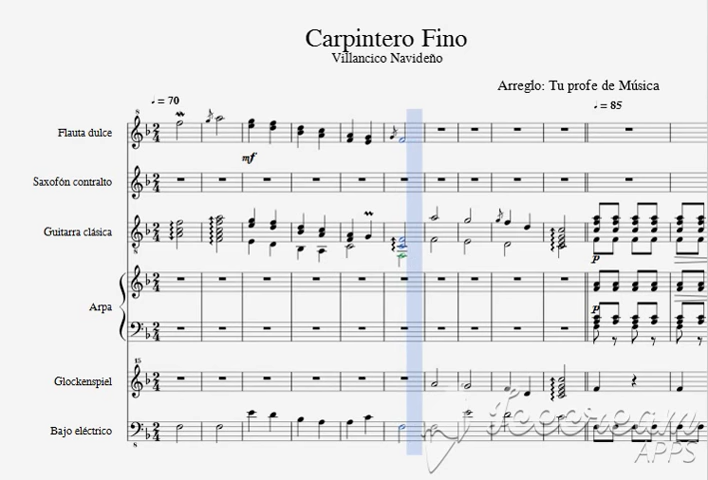 Carpintero Fino
Villancico Navideño
Arreglo: Tu profe de Música
♩ = 70
♩ = 85
Flauta dulce
mf
Saxofón contralto
Guitarra clásica
p
Arpa
p
Glockenspiel
Bajo eléctrico
APPS